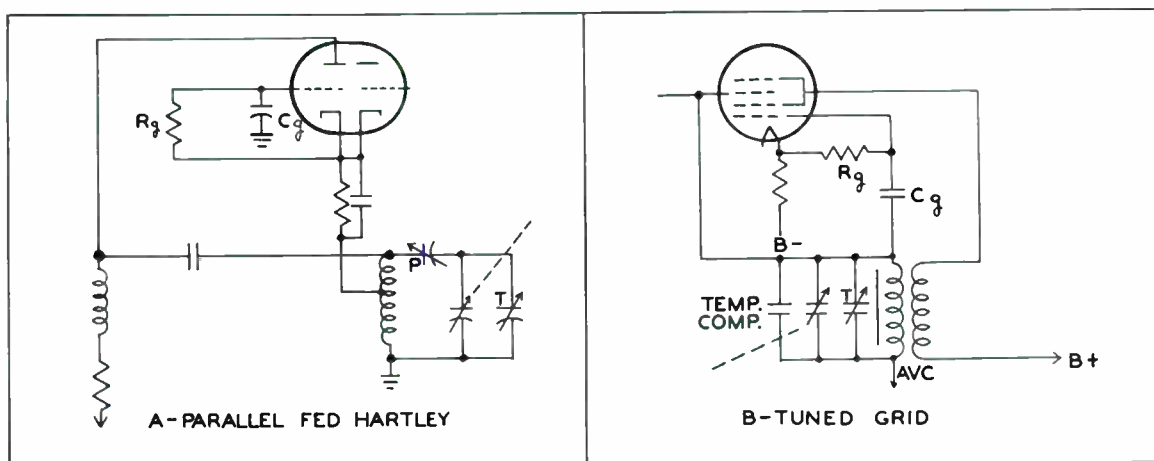 Rg
Cg
P
T
A-PARALLEL FED HARTLEY
Rg
Cg
B-
TEMP.
COMP.
T
AVC
B+
B-TUNED GRID